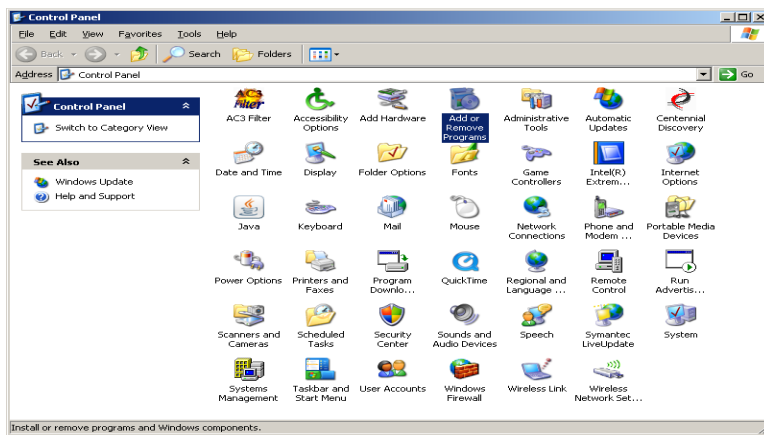 Control Panel
File Edit View Favorites Tools Help
Back Search Folders
Address Control Panel Go
Control Panel
Switch to Category View
See Also
Windows Update
Help and Support
AC3 Filter
Accessibility
Options
Add Hardware
Add or
Remove
Programs
Administrative
Tools
Automatic
Updates
Centennial
Discovery
Date and Time
Display
Folder Options
Fonts
Game
Controllers
Intel(R)
Extrem...
Internet
Options
Java
Keyboard
Mail
Mouse
Network
Connections
Phone and
Modem ...
Portable Media
Devices
Power Options
Printers and
Faxes
Program
Downlo...
QuickTime
Regional and
Language ...
Remote
Control
Run
Advertis...
Scanners and
Cameras
Scheduled
Tasks
Security
Center
Sounds and
Audio Devices
Speech
Symantec
LiveUpdate
System
Systems
Management
Taskbar and
Start Menu
User Accounts
Windows
Firewall
Wireless Link
Wireless
Network Set...
Install or remove programs and Windows components.